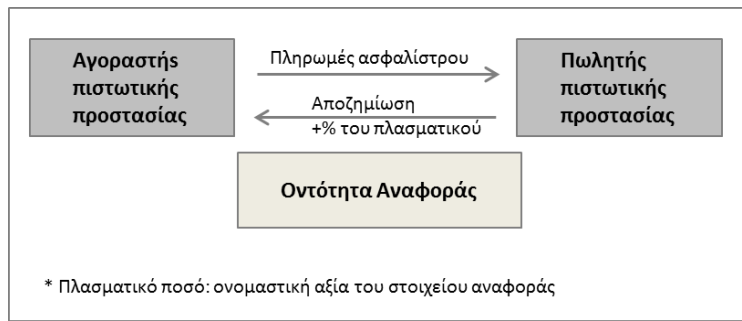 Αγοραστής
πιστωτικής
προστασίας
Πληρωμές ασφαλίστρου
Αποζημίωση
+% του πλασματικού
Πωλητής
πιστωτικής
προστασίας
Οντότητα Αναφοράς
* Πλασματικό ποσό: ονομαστική αξία του στοιχείου αναφοράς